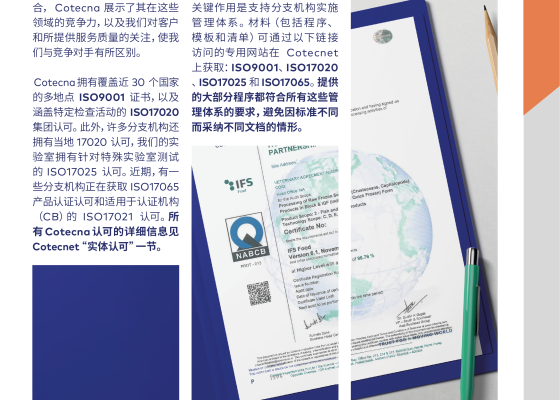 合， Cotecna 展示了其在这些
领域的竞争力，以及我们对客户
和所提供服务质量的关注，使我
们与竞争对手有所区别。
Cotecna 拥有覆盖近 30 个国家
的多地点 ISO9001 证书，以及
涵盖特定检查活动的 ISO17020
集团认可。此外，许多分支机构还
拥有当地 17020 认可，我们的实
验室拥有针对特殊实验室测试
的 ISO17025 认可。近期，有一
些分支机构正在获取 ISO17065
产品认证认可和适用于认证机构
（CB）的 ISO17021 认可。所
有 Cotecna 认可的详细信息见
Cotecnet “实体认可” 一节。
关键作用是支持分支机构实施
管理体系。材料（包括程序、
模板和清单）可通过以下链接
访问的专用网站在 Cotecnet
上获取：ISO9001、ISO17020
、ISO17025 和 ISO17065。提供
的大部分程序都符合所有这些管
理体系的要求，避免因标准不同
而采纳不同文档的情形。
IFS
Food
NABCB
Certificate No:
IFS Food
Version 8.1, Novem
at Higher Level
of 96.76 %
Issue Number: